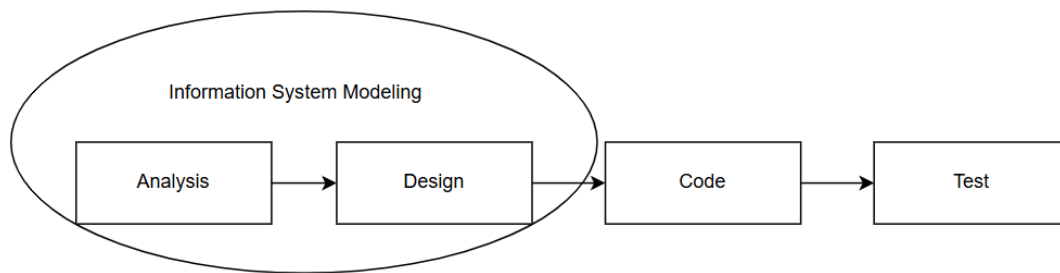 Information System Modeling
Analysis
Design
Code
Test